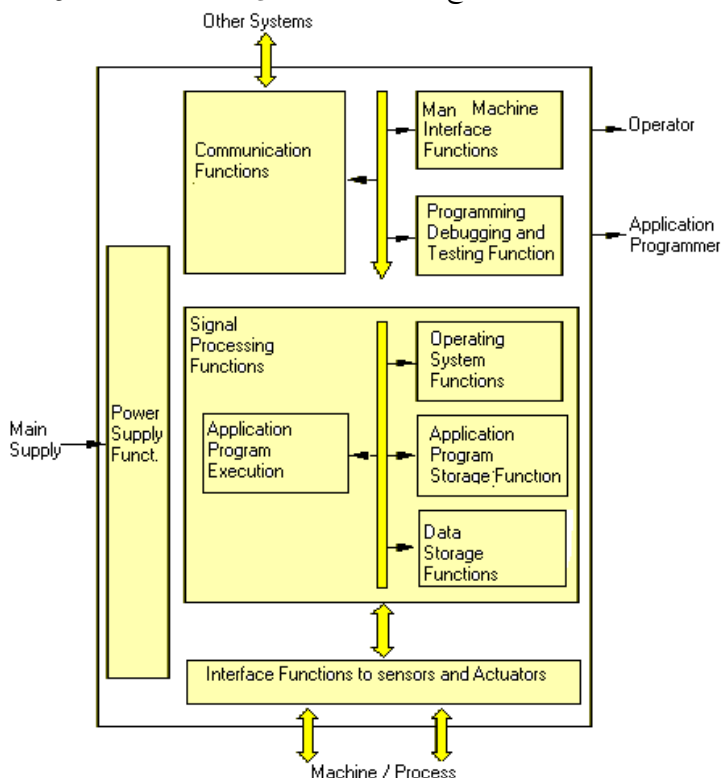 Other Systems
Communication
Functions
Man Machine
Interface
Functions
Operator
Programming
Debugging and
Testing Function
Application
Programmer
Signal
Processing
Functions
Operating
System
Functions
Main
Supply
Power
Supply
Funct.
Application
Program
Execution
Application
Program
Storage Function
Data
Storage
Functions
Interface Functions to sensors and Actuators
Machine / Process